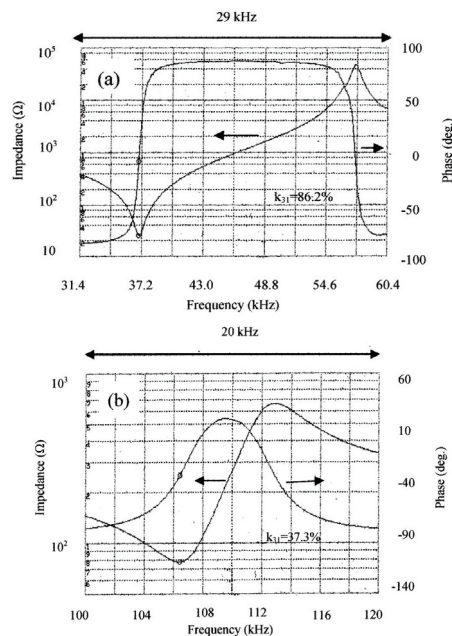 29 kHz
10⁵
100
(a)
10⁴
50
Impedance (Ω)
10³
0
Phase (deg.)
10²
-50
k₃₁=86.2%
10
-100
31.4 37.2 43.0 48.8 54.6 60.4
Frequency (kHz)
20 kHz
10³
60
(b)
10
Impedance (Ω)
-40
Phase (deg.)
10²
k₃₁=37.3%
-90
-140
100 104 108 112 116 120
Frequency (kHz)